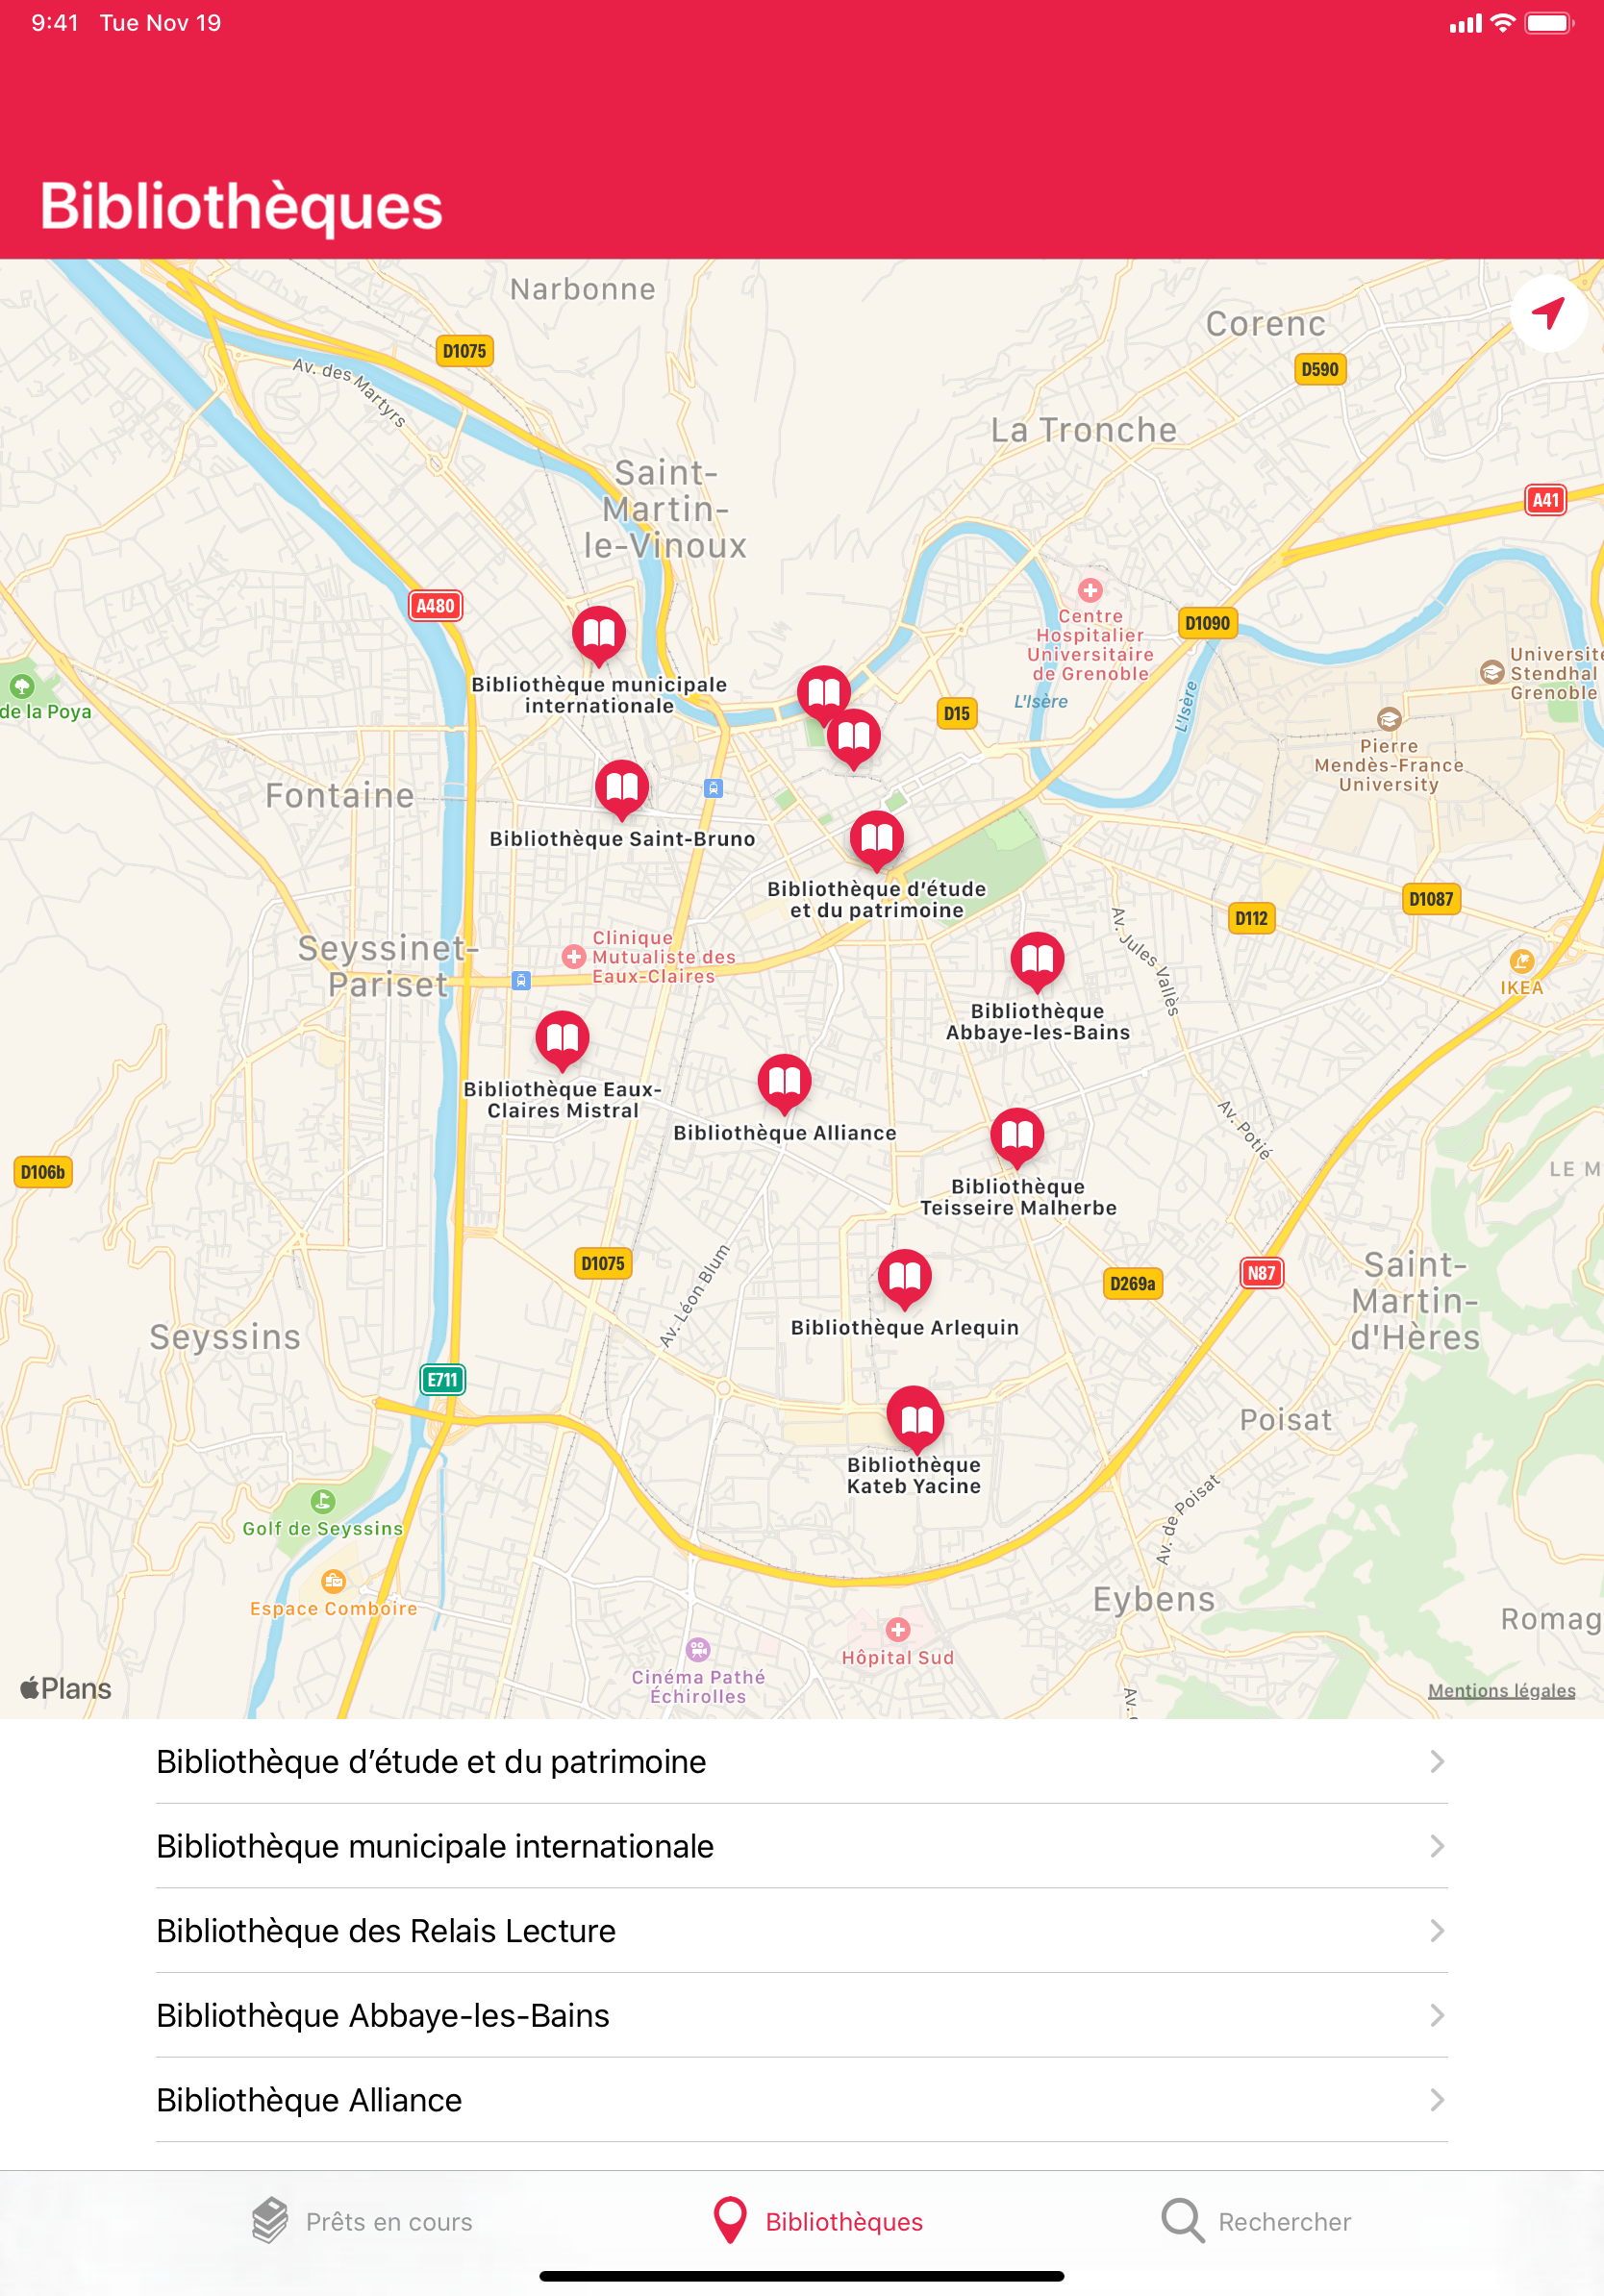 9:41 Tue Nov 19
Bibliothèques
Narbonne
Corenc
D1075
D590
Av. des Martyrs
La Tronche
Saint-
Martin-
le-Vinoux
A41
A480
Centre
Hospitalier
Universitaire
de Grenoble
D1090
Université
Stendhal
Grenoble
de la Poya
Bibliothèque municipale
internationale
L'Isère
L'Isère
D15
Pierre
Mendès-France
University
Fontaine
Bibliothèque Saint-Bruno
Bibliothèque d’étude
et du patrimoine
D1087
D112
Av. Jules Vallès
Seyssinet-
Pariset
Clinique
Mutualiste des
Eaux-Claires
IKEA
Bibliothèque
Abbaye-les-Bains
Bibliothèque Eaux-
Claires Mistral
Bibliothèque Alliance
Av. Potié
D106b
LE M
Bibliothèque
Teisseire Malherbe
D1075
Av. Léon Blum
D269a
N87
Saint-
Martin-
d'Hères
Seyssins
Bibliothèque Arlequin
E711
Poisat
Bibliothèque
Kateb Yacine
Av. de Poisat
Golf de Seyssins
Espace Comboire
Eybens
Romag
Hôpital Sud
Cinéma Pathé
Échirolles
Plans
Mentions légales
Av.
Bibliothèque d’étude et du patrimoine
Bibliothèque municipale internationale
Bibliothèque des Relais Lecture
Bibliothèque Abbaye-les-Bains
Bibliothèque Alliance
Prêts en cours
Bibliothèques
Rechercher